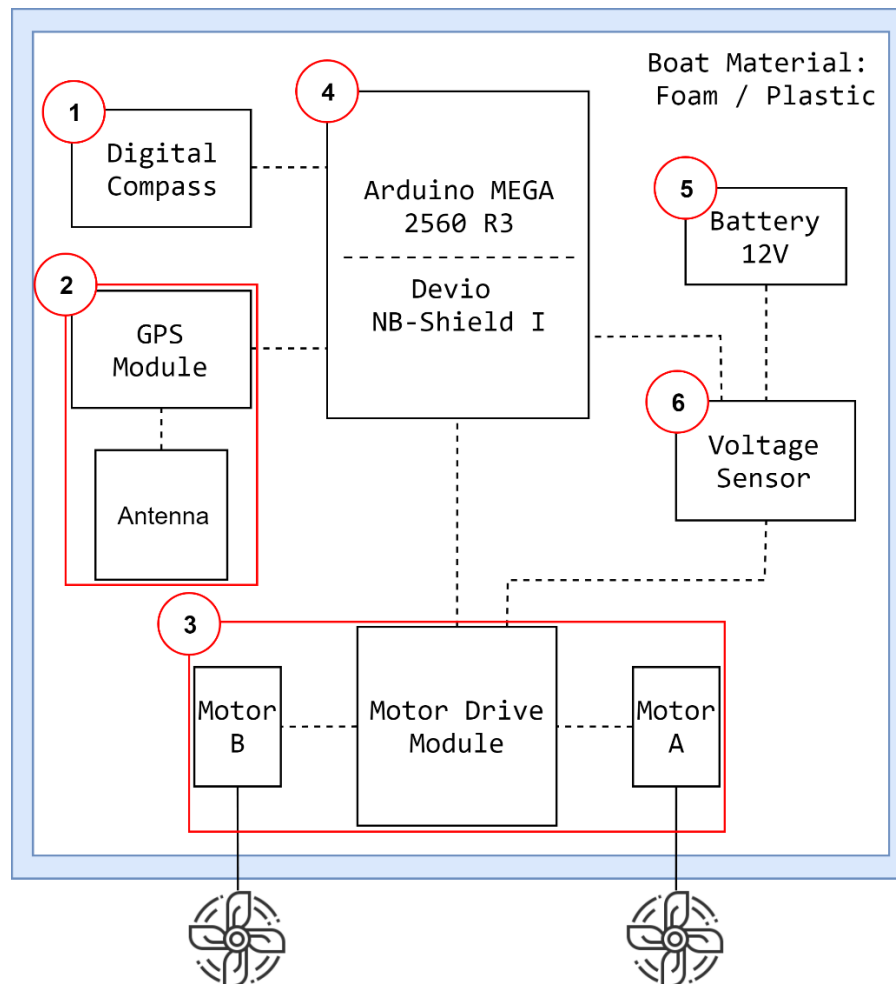 Boat Material:
Foam / Plastic
1
Digital
Compass
4
Arduino MEGA
2560 R3
Devio
NB-Shield I
5
Battery
12V
2
GPS
Module
Antenna
6
Voltage
Sensor
3
Motor
B
Motor Drive
Module
Motor
A